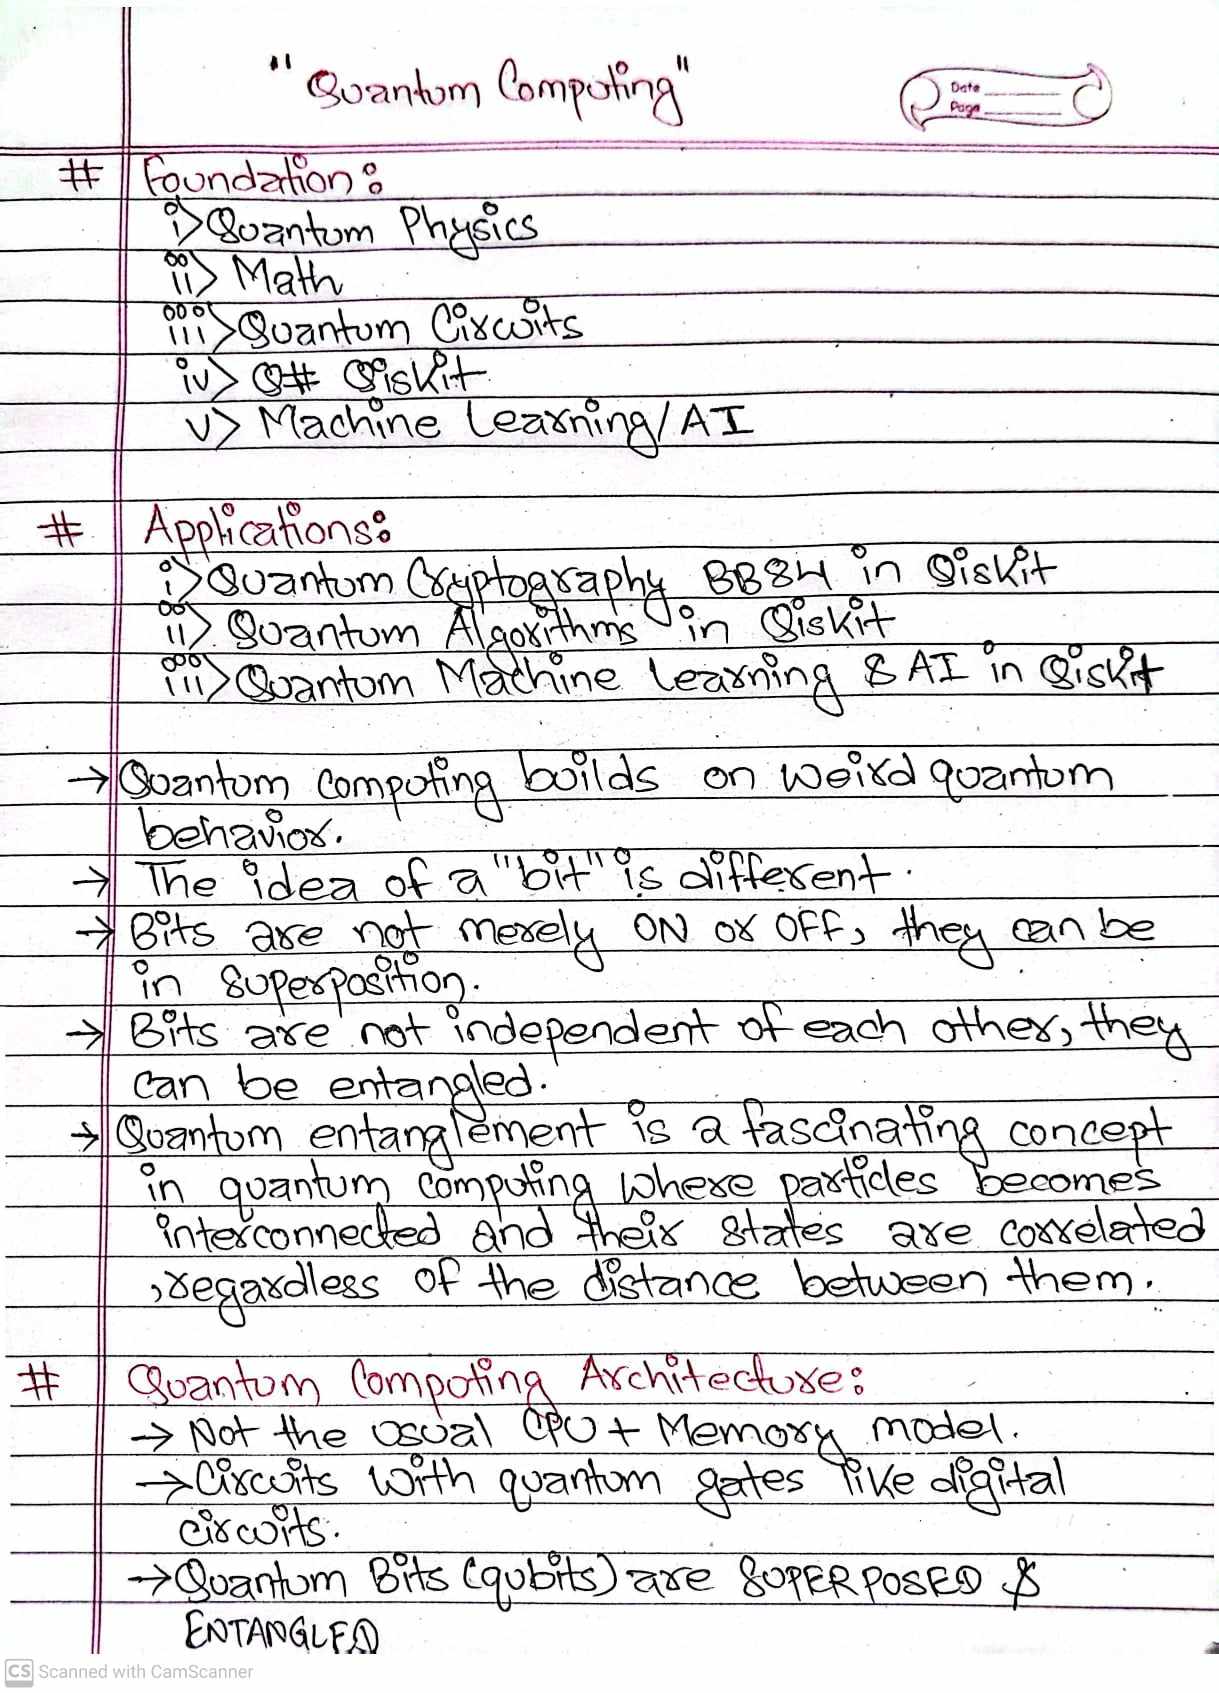 "Quantum Computing"
Date
Page
# Foundation:
i> Quantum Physics
ii> Math
iii> Quantum Circuits
iv> Q# Qiskit
v> Machine Learning/AI
# Applications:
i> Quantum Cryptography BB84 in Qiskit
ii> Quantum Algorithms in Qiskit
iii> Quantum Machine Learning & AI in Qiskit
→ Quantum computing builds on weird quantum
behavior.
→ The idea of a "bit" is different.
→ Bits are not merely ON or OFF, they can be
in superposition.
→ Bits are not independent of each other, they
can be entangled.
→ Quantum entanglement is a fascinating concept
in quantum computing where particles becomes
interconnected and their states are correlated
, regardless of the distance between them.
# Quantum Computing Architecture:
→ Not the usual CPU + Memory model.
→ Circuits with quantum gates like digital
circuits.
→ Quantum Bits (qubits) are SUPERPOSED &
ENTANGLED
CS Scanned with CamScanner